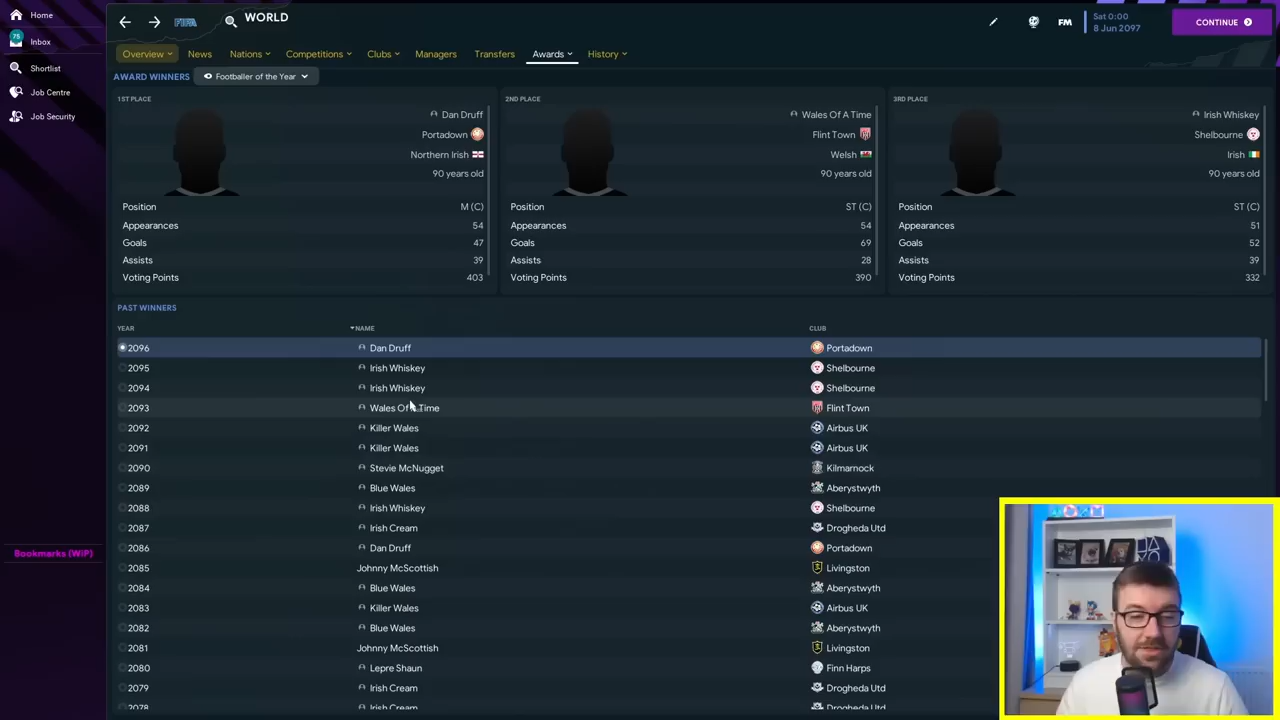 Home
75
Inbox
Shortlist
Job Centre
Job Security
Bookmarks (WIP)
FIFA
WORLD
FM
Sat 0:00
8 Jun 2097
CONTINUE
Overview
News
Nations
Competitions
Clubs
Managers
Transfers
Awards
History
AWARD WINNERS
Footballer of the Year
1ST PLACE
Dan Druff
Portadown
Northern Irish
90 years old
Position M (C)
Appearances 54
Goals 47
Assists 39
Voting Points 403
2ND PLACE
Wales Of A Time
Flint Town
Welsh
90 years old
Position ST (C)
Appearances 54
Goals 69
Assists 28
Voting Points 390
3RD PLACE
Irish Whiskey
Shelbourne
Irish
90 years old
Position ST (C)
Appearances 51
Goals 52
Assists 39
Voting Points 332
PAST WINNERS
YEAR NAME CLUB
2096 Dan Druff Portadown
2095 Irish Whiskey Shelbourne
2094 Irish Whiskey Shelbourne
2093 Wales Of A Time Flint Town
2092 Killer Wales Airbus UK
2091 Killer Wales Airbus UK
2090 Stevie McNugget Kilmarnock
2089 Blue Wales Aberystwyth
2088 Irish Whiskey Shelbourne
2087 Irish Cream Drogheda Utd
2086 Dan Druff Portadown
2085 Johnny McScottish Livingston
2084 Blue Wales Aberystwyth
2083 Killer Wales Airbus UK
2082 Blue Wales Aberystwyth
2081 Johnny McScottish Livingston
2080 Lepre Shaun Finn Harps
2079 Irish Cream Drogheda Utd
2078 Irish Cream Drogheda Utd